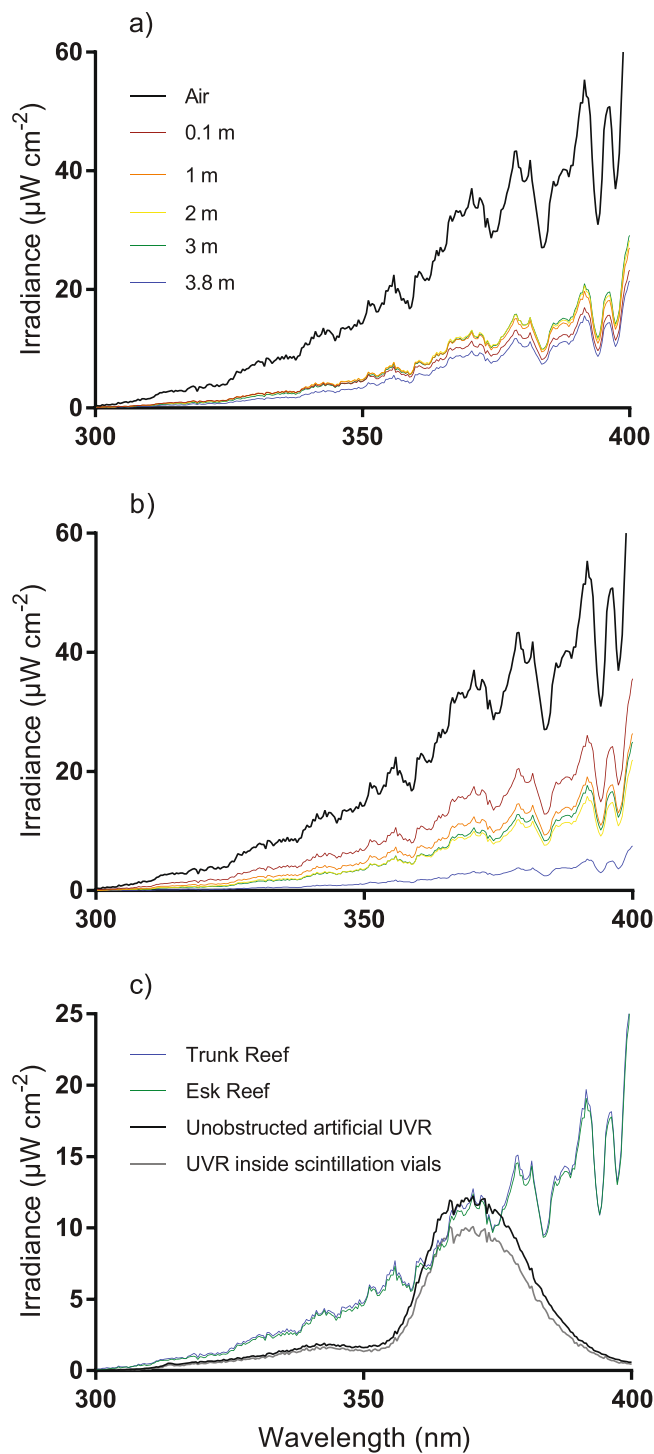 a)
60
40
20
0
Irradiance (µW cm-2)
Air
0.1 m
1 m
2 m
3 m
3.8 m
300
350
400
b)
60
40
20
0
Irradiance (µW cm-2)
300
350
400
c)
25
20
15
10
5
0
Irradiance (µW cm-2)
Trunk Reef
Esk Reef
Unobstructed artificial UVR
UVR inside scintillation vials
300
350
400
Wavelength (nm)